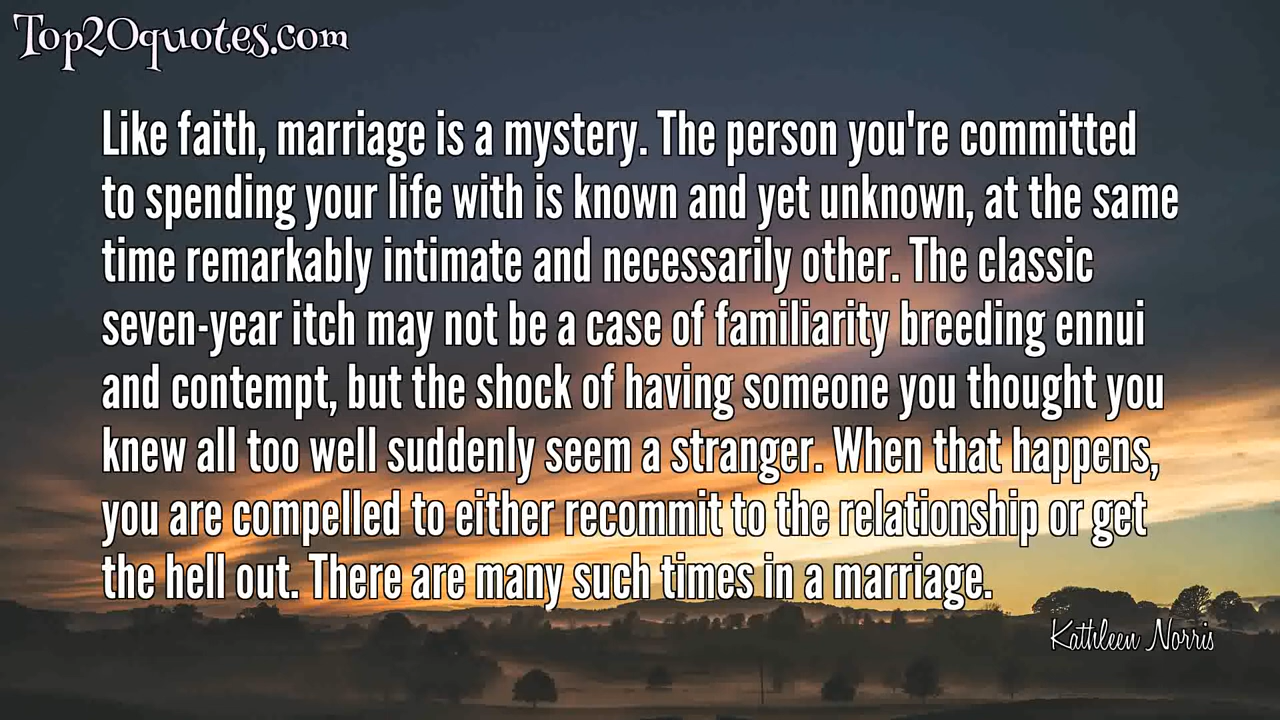 Top20quotes.com
Like faith, marriage is a mystery. The person you're committed
to spending your life with is known and yet unknown, at the same
time remarkably intimate and necessarily other. The classic
seven-year itch may not be a case of familiarity breeding ennui
and contempt, but the shock of having someone you thought you
knew all too well suddenly seem a stranger. When that happens,
you are compelled to either recommit to the relationship or get
the hell out. There are many such times in a marriage.
Kathleen Norris